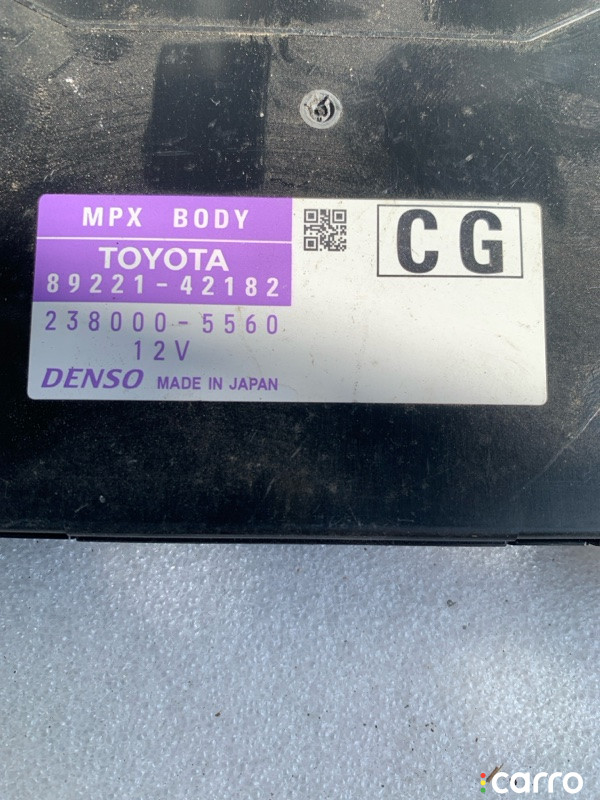 MPX BODY
CG
TOYOTA
89221-42182
238000-5560
12V
DENSO MADE IN JAPAN
carro